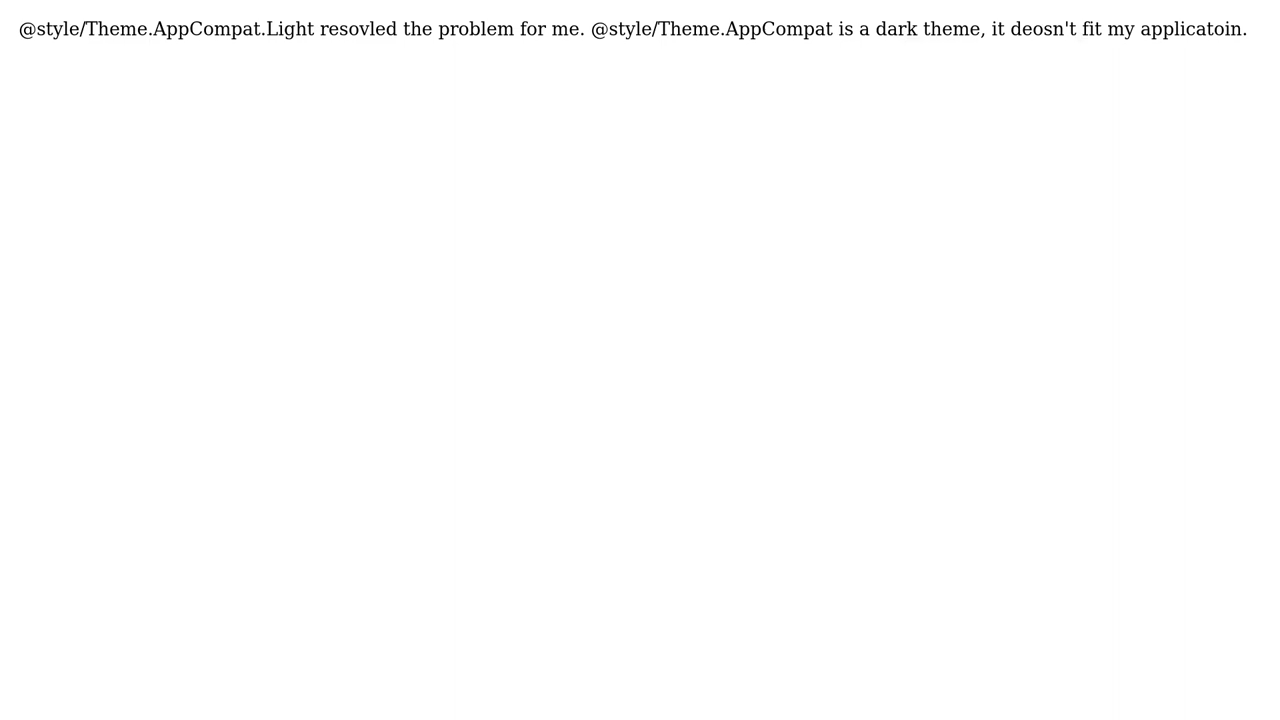 @style/Theme.AppCompat.Light resovled the problem for me. @style/Theme.AppCompat is a dark theme, it deosn't fit my applicatoin.